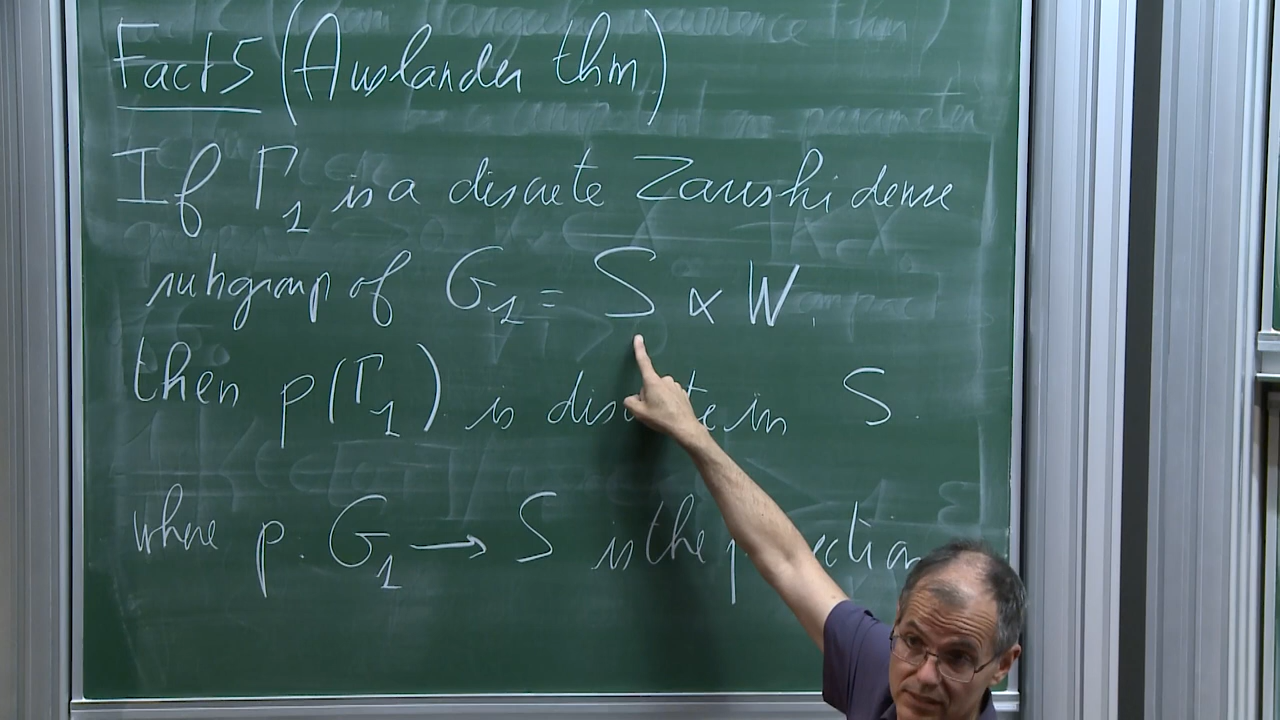 Fact 5 (Auslander thm)
If Γ₁ is a discrete Zariski dense
subgroup of G₁ = S ⋉ W,
then p(Γ₁) is discrete in S.
where p: G₁ → S is the projection